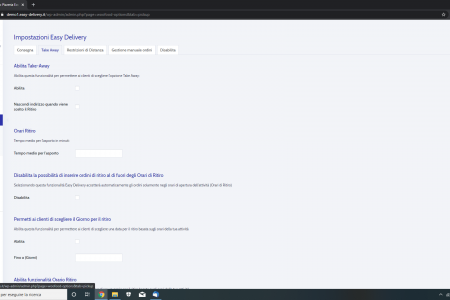 Impostazioni Easy Delivery
Consegna
Take Away
Restrizioni di Distanza
Gestione manuale ordini
Disabilita
Abilita Take-Away
Abilita questa funzionalità per permettere ai clienti di scegliere l'opzione Take Away.
Abilita
Nascondi indirizzo quando viene
scelto il Ritiro
Orari Ritiro
Tempo medio per l'asporto in minuti
Tempo medio per l'asporto
Disabilita la possibilità di inserire ordini di ritiro al di fuori degli Orari di Ritiro
Selezionando questa funzionalità Easy Delivery accetterà automaticamente gli ordini solamente negli orari di apertura dell'attività (Orari di Ritiro)
Disabilita
Permetti ai clienti di scegliere il Giorno per il ritiro
Abilita questa funzionalità per permettere ai clienti di scegliere una data per il ritiro basata sugli orari della tua attività
Abilita
Fino a (Giorni)
Abilita funzionalità Orario Ritiro
per eseguire la ricerca